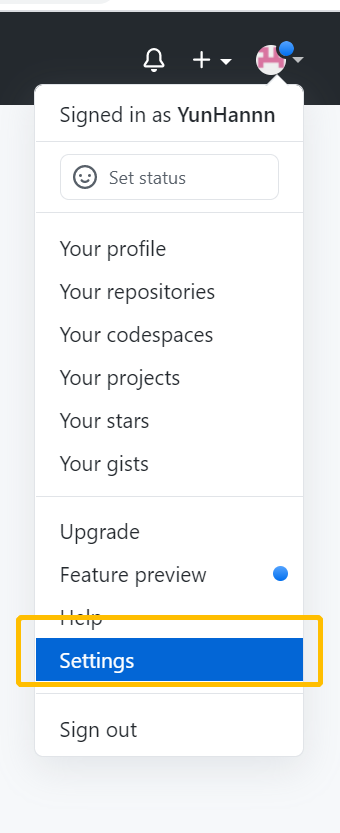 Signed in as YunHannn
Set status
Your profile
Your repositories
Your codespaces
Your projects
Your stars
Your gists
Upgrade
Feature preview
Help
Settings
Sign out